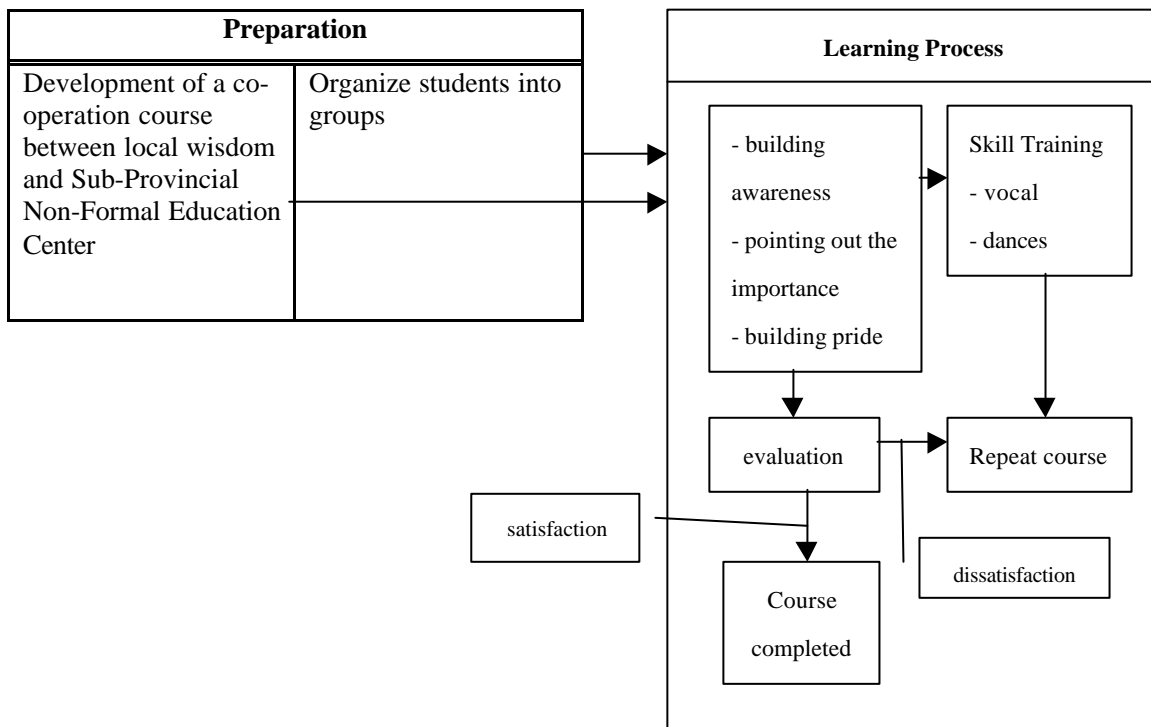 Preparation
Development of a co-
operation course
between local wisdom
and Sub-Provincial
Non-Formal Education
Center
Organize students into
groups
Learning Process
- building
awareness
- pointing out the
importance
- building pride
Skill Training
- vocal
- dances
evaluation
Repeat course
satisfaction
dissatisfaction
Course
completed